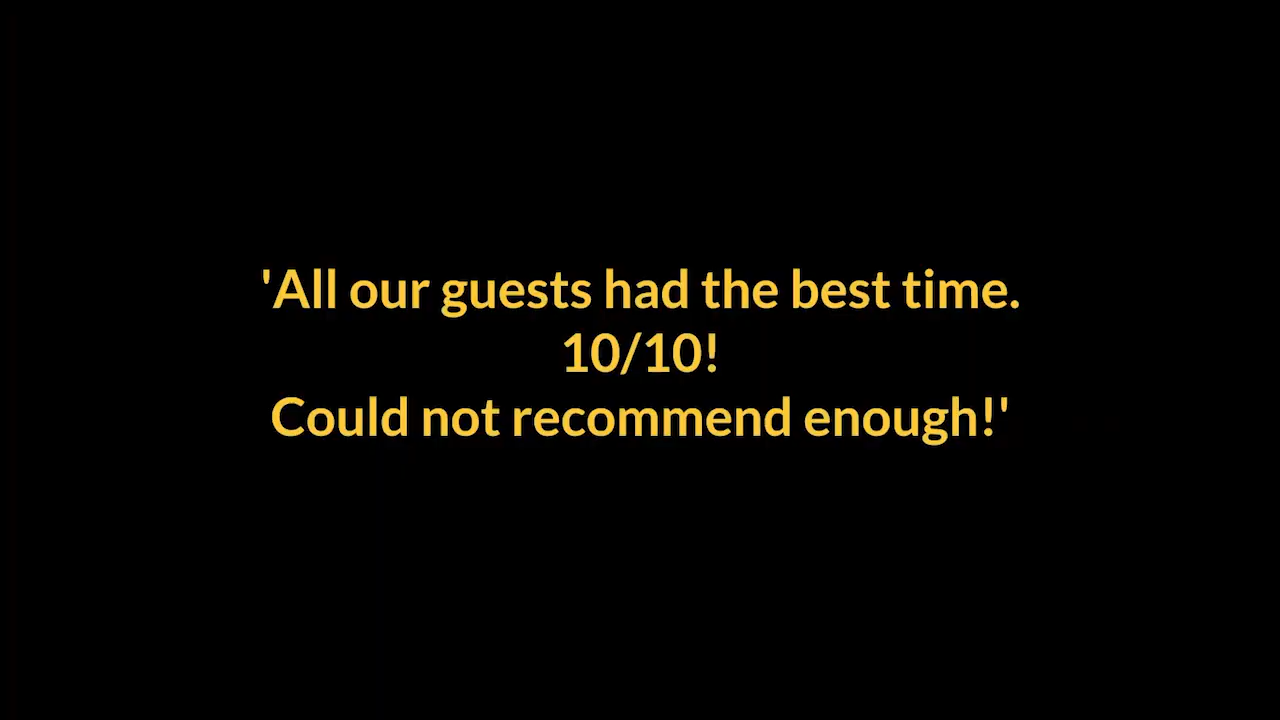 'All our guests had the best time.
10/10!
Could not recommend enough!'